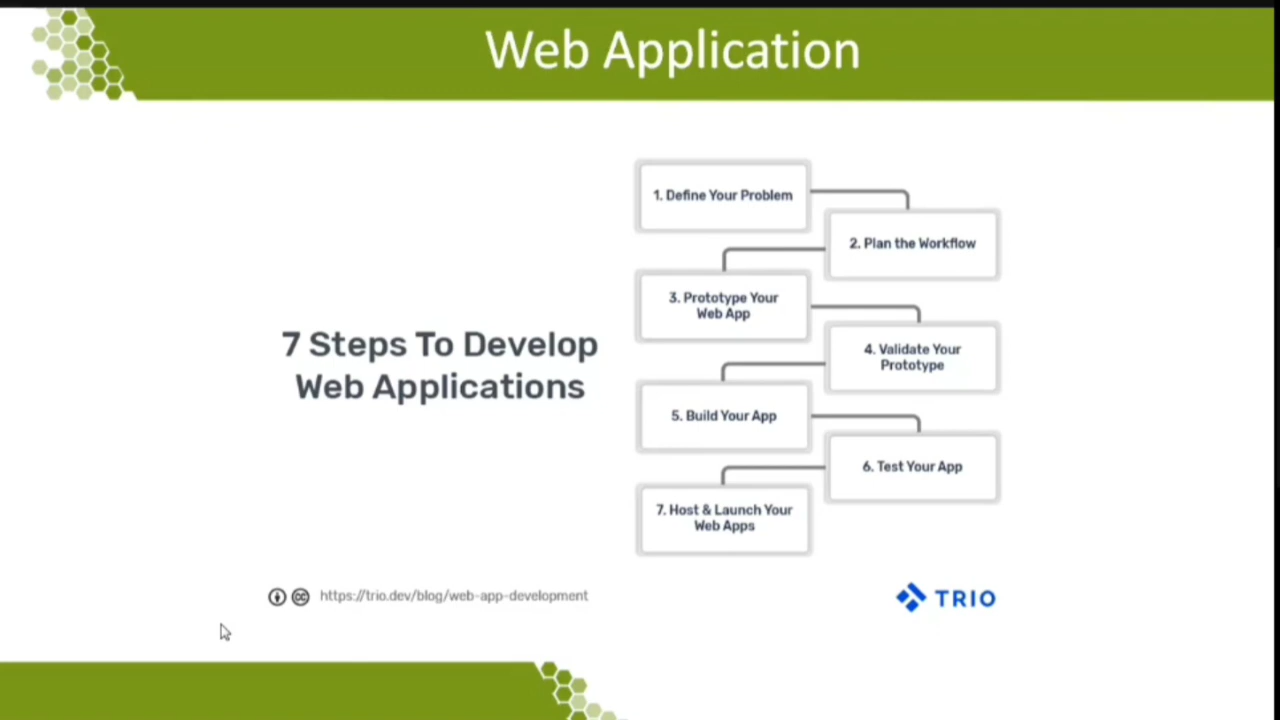 Web Application
7 Steps To Develop
Web Applications
1. Define Your Problem
2. Plan the Workflow
3. Prototype Your
Web App
4. Validate Your
Prototype
5. Build Your App
6. Test Your App
7. Host & Launch Your
Web Apps
https://trio.dev/blog/web-app-development
TRIO